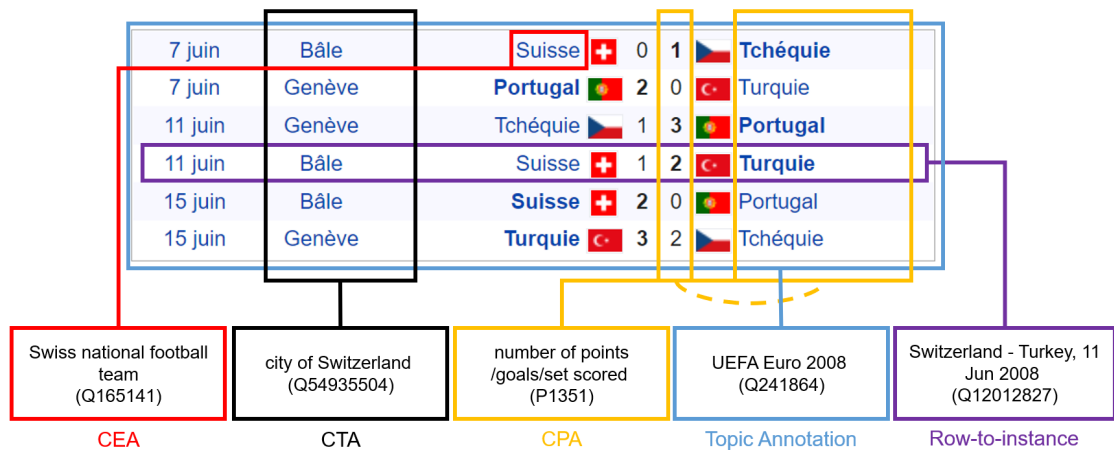 7 juin Bâle Suisse 0 1 Tchéquie
7 juin Genève Portugal 2 0 Turquie
11 juin Genève Tchéquie 1 3 Portugal
11 juin Bâle Suisse 1 2 Turquie
15 juin Bâle Suisse 2 0 Portugal
15 juin Genève Turquie 3 2 Tchéquie
Swiss national football
team
(Q165141)
CEA
city of Switzerland
(Q54935504)
CTA
number of points
/goals/set scored
(P1351)
CPA
UEFA Euro 2008
(Q241864)
Topic Annotation
Switzerland - Turkey, 11
Jun 2008
(Q12012827)
Row-to-instance